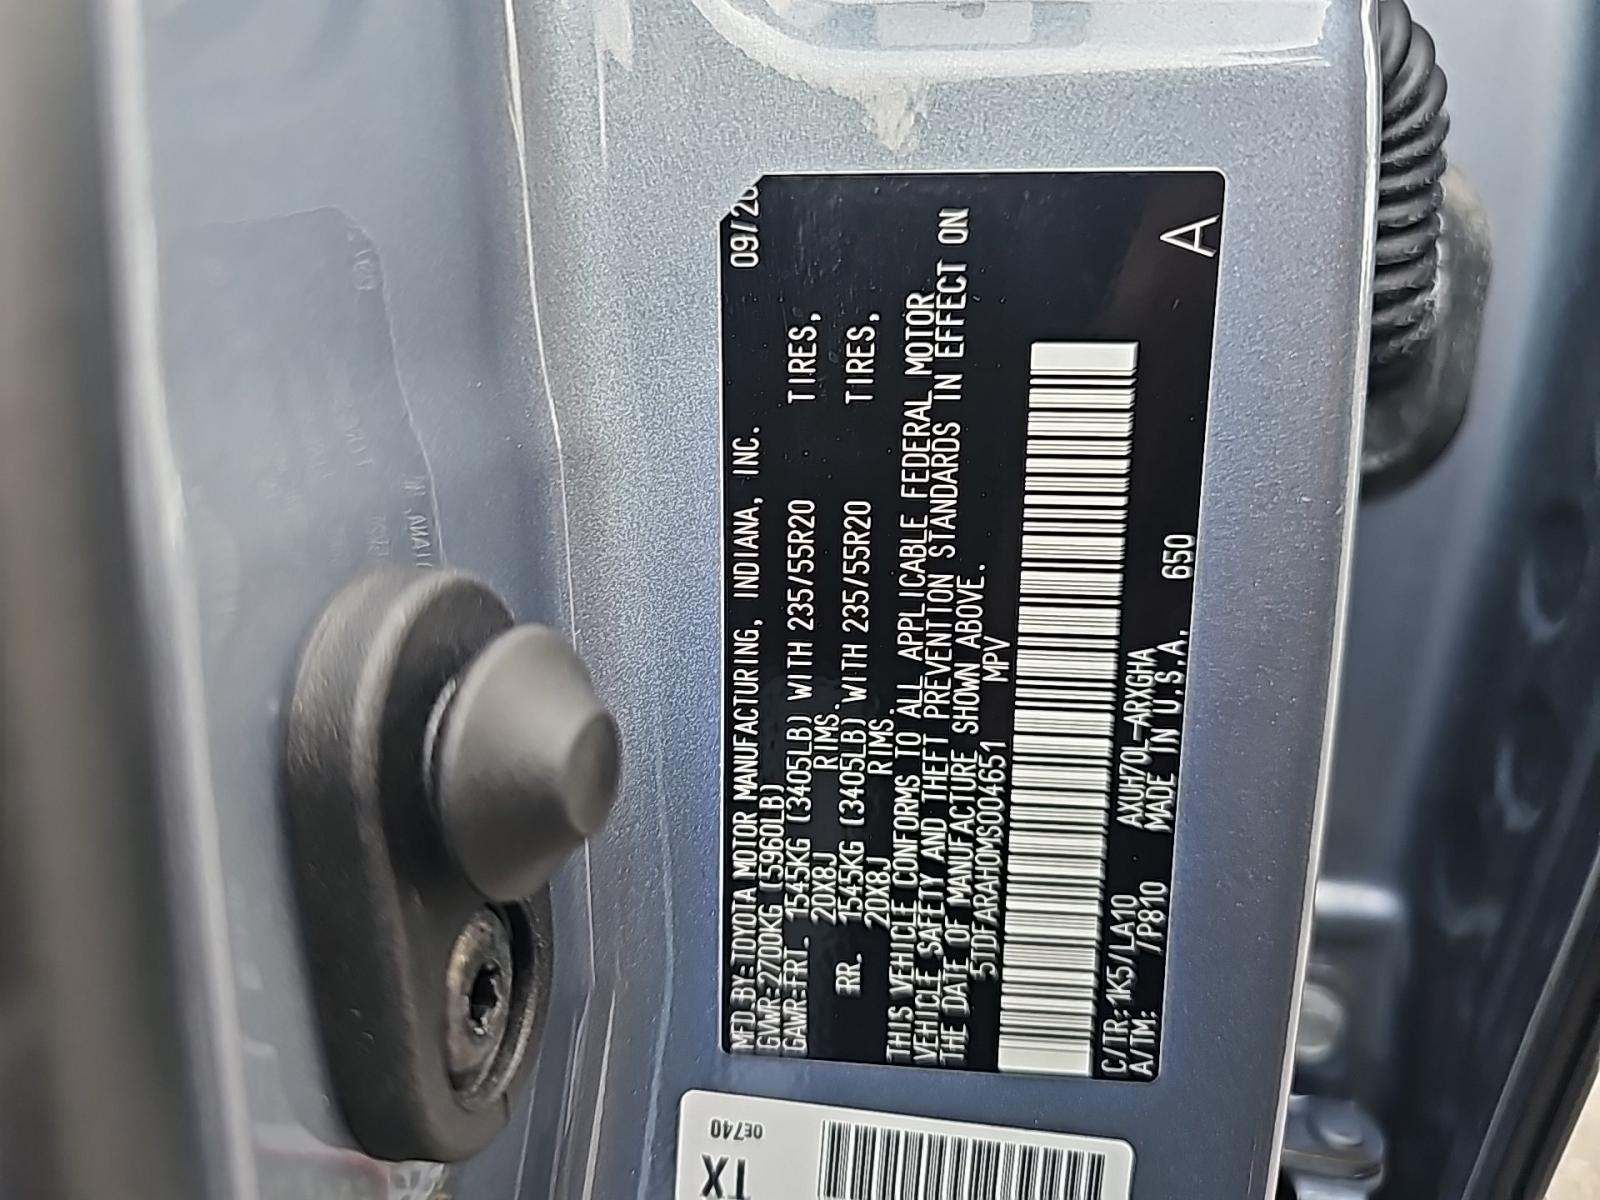 MFD. BY: TOYOTA MOTOR MANUFACTURING, INDIANA, INC. 09/20
GVWR: 2700KG (5960LB)
GAWR: FRT. 1545KG (3405LB) WITH 235/55R20 TIRES,
20X8J RIMS.
RR. 1545KG (3405LB) WITH 235/55R20 TIRES,
20X8J RIMS.
THIS VEHICLE CONFORMS TO ALL APPLICABLE FEDERAL MOTOR
VEHICLE SAFETY AND THEFT PREVENTION STANDARDS IN EFFECT ON
THE DATE OF MANUFACTURE SHOWN ABOVE.
5TDFARAH0MS004651 MPV
C/TR: 1K5/LA10 AXUH70L-ARXGHA
A/TM: /P810 MADE IN U.S.A. 650
A
0E740
TX